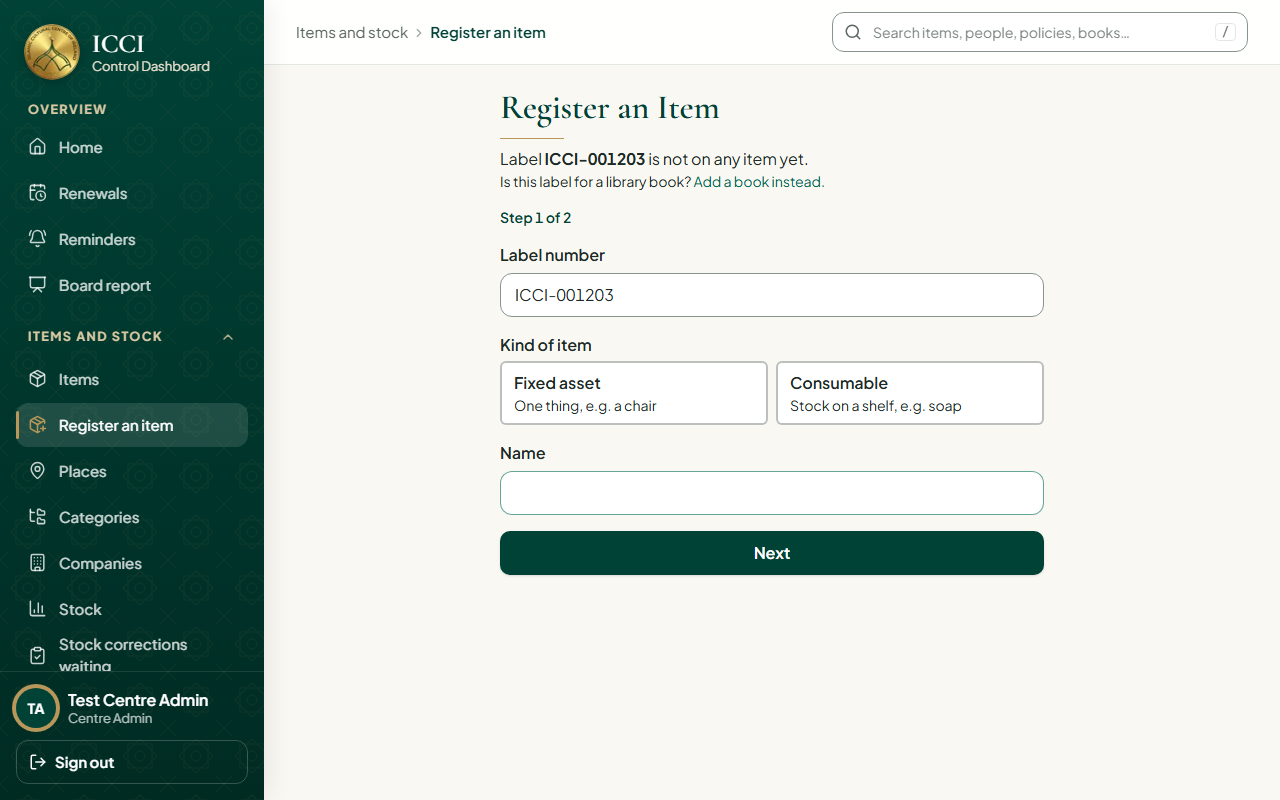 ICCI
Control Dashboard
OVERVIEW
Home
Renewals
Reminders
Board report
ITEMS AND STOCK
Items
Register an item
Places
Categories
Companies
Stock
Stock corrections
waiting
TA
Test Centre Admin
Centre Admin
Sign out
Items and stock > Register an item
Search items, people, policies, books…
/
Register an Item
Label ICCI-001203 is not on any item yet.
Is this label for a library book? Add a book instead.
Step 1 of 2
Label number
ICCI-001203
Kind of item
Fixed asset
One thing, e.g. a chair
Consumable
Stock on a shelf, e.g. soap
Name
Next